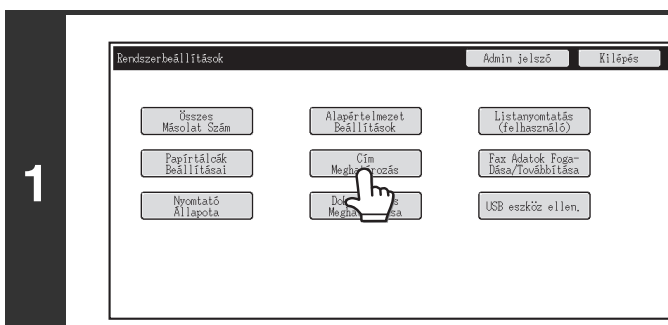 1
Rendszerbeállítások
Admin jelszó
Kilépés
Összes
Másolat Szám
Alapértelmezet
Beállítások
Listanyomtatás
(felhasználó)
Papírtálcák
Beállításai
Cím
Meghatározás
Fax Adatok Foga-
Dása/Továbbítása
Nyomtató
Állapota
USB eszköz ellen.